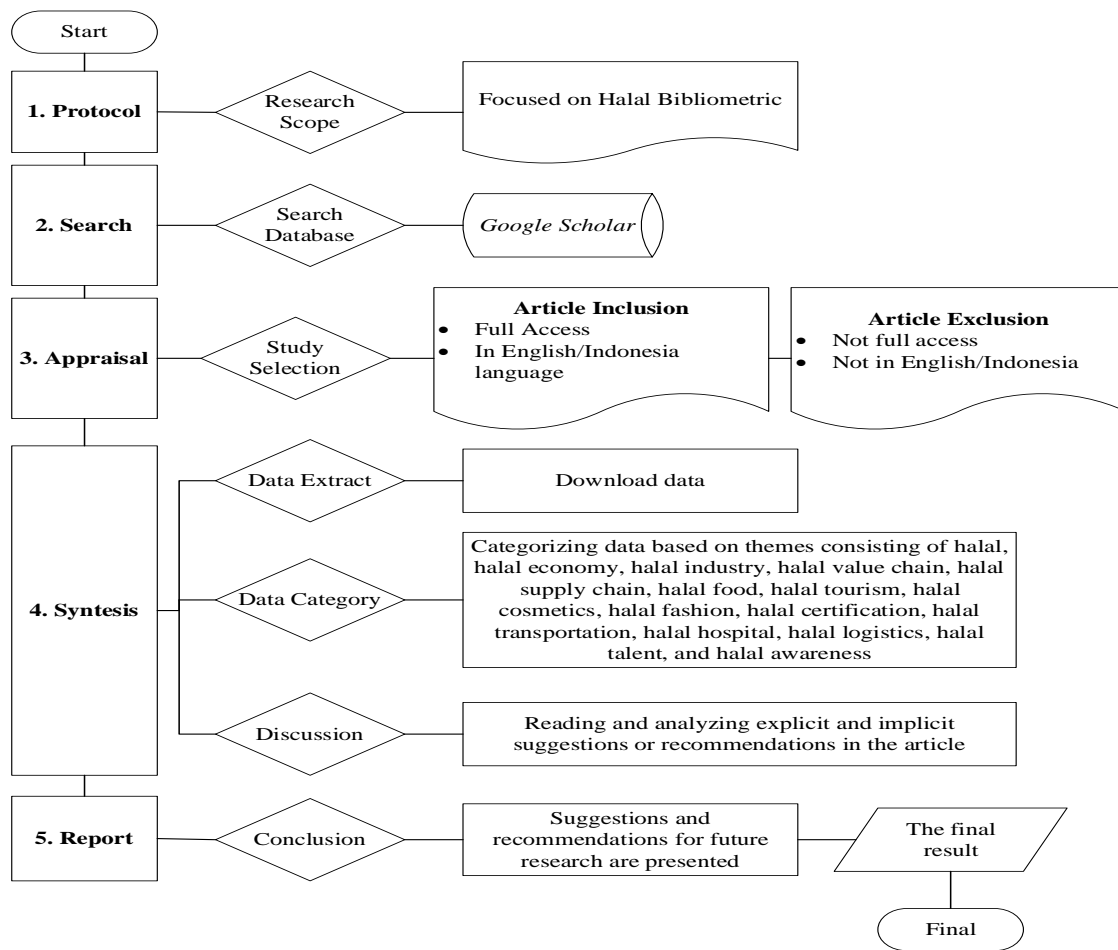 Start
1. Protocol
Research
Scope
Focused on Halal Bibliometric
2. Search
Search
Database
Google Scholar
3. Appraisal
Study
Selection
Article Inclusion
• Full Access
• In English/Indonesia
language
Article Exclusion
• Not full access
• Not in English/Indonesia
4. Syntesis
Data Extract
Download data
Data Category
Categorizing data based on themes consisting of halal,
halal economy, halal industry, halal value chain, halal
supply chain, halal food, halal tourism, halal
cosmetics, halal fashion, halal certification, halal
transportation, halal hospital, halal logistics, halal
talent, and halal awareness
Discussion
Reading and analyzing explicit and implicit
suggestions or recommendations in the article
5. Report
Conclusion
Suggestions and
recommendations for future
research are presented
The final
result
Final